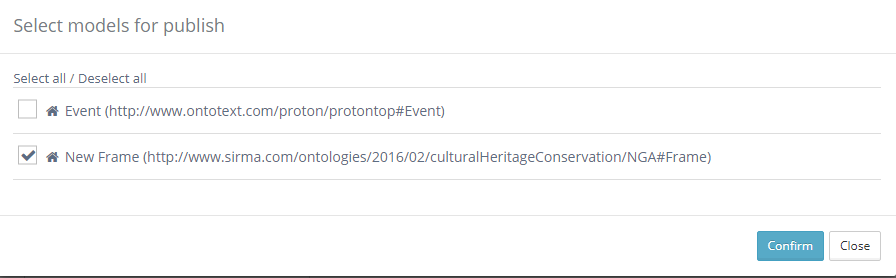 Select models for publish
Select all / Deselect all
Event (http://www.ontotext.com/proton/protontop#Event)
New Frame (http://www.sirma.com/ontologies/2016/02/culturalHeritageConservation/NGA#Frame)
Confirm Close